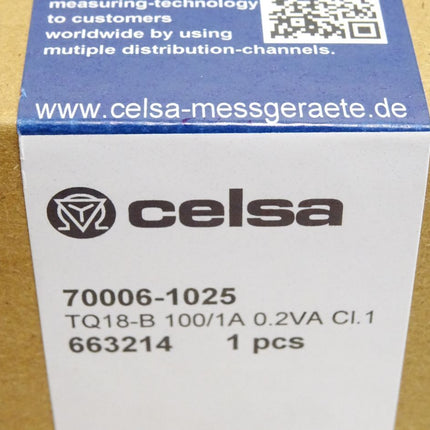 measuring-technology
to customers
worldwide by using
mutiple distribution-channels.
www.celsa-messgeraete.de
celsa
70006-1025
TQ18-B 100/1A 0.2VA Cl.1
663214 1 pcs